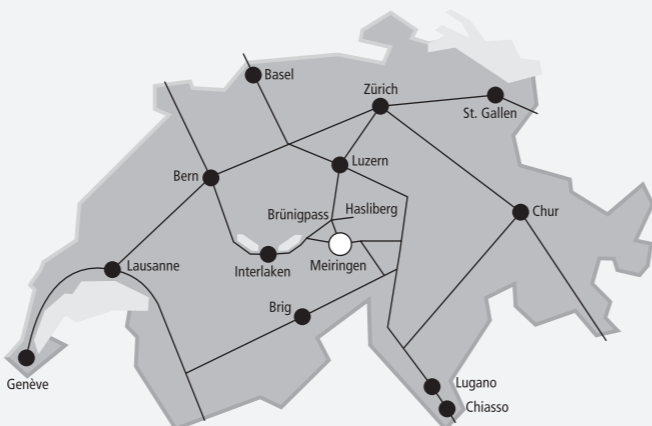 Basel
Zürich
St. Gallen
Luzern
Bern
Hasliberg
Brünigpass
Chur
Lausanne
Interlaken
Meiringen
Brig
Genève
Lugano
Chiasso